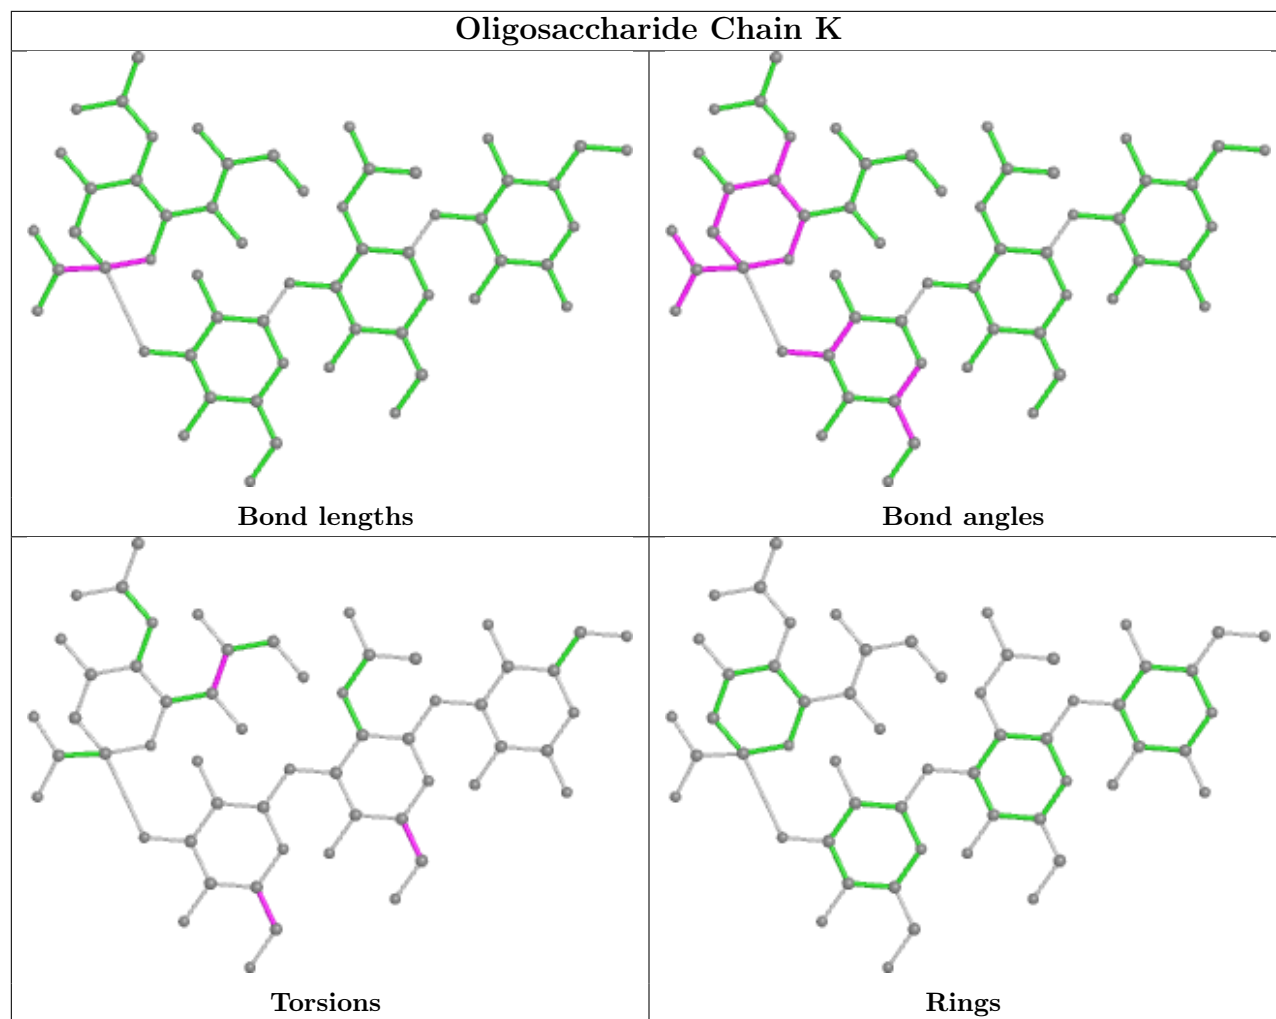 Oligosaccharide Chain K
Bond lengths
Bond angles
Torsions
Rings